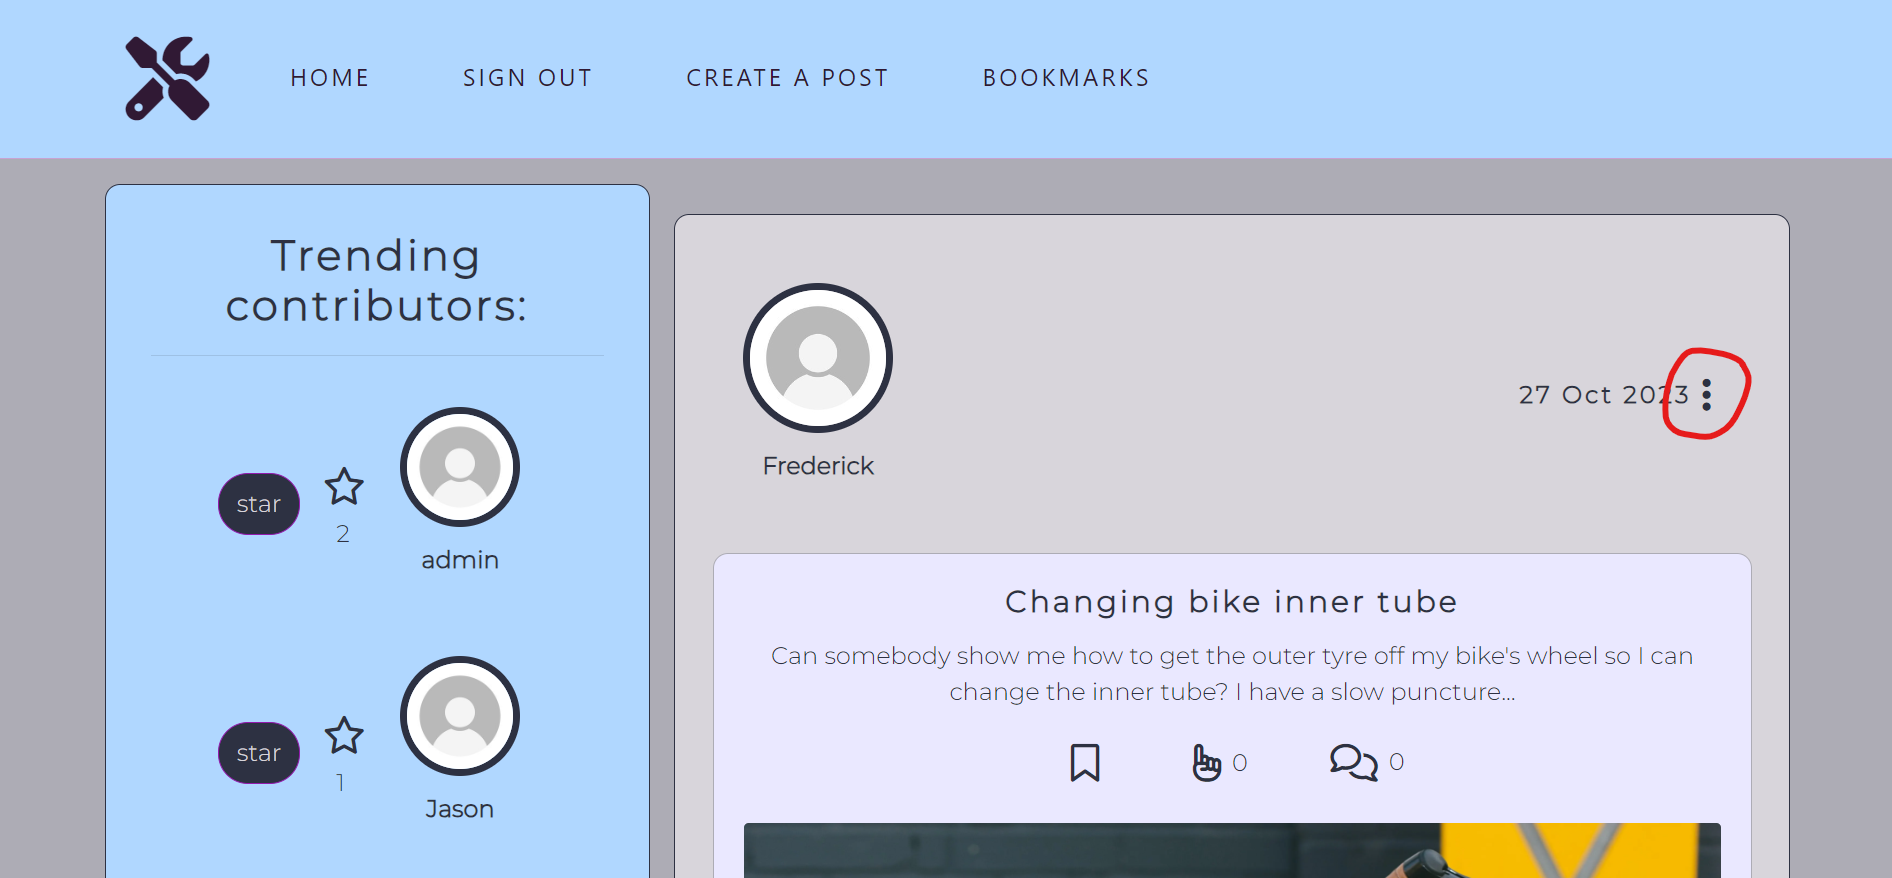 HOME SIGN OUT CREATE A POST BOOKMARKS
Trending
contributors:
star
2
admin
star
1
Jason
27 Oct 2023
Frederick
Changing bike inner tube
Can somebody show me how to get the outer tyre off my bike's wheel so I can
change the inner tube? I have a slow puncture...
0 0